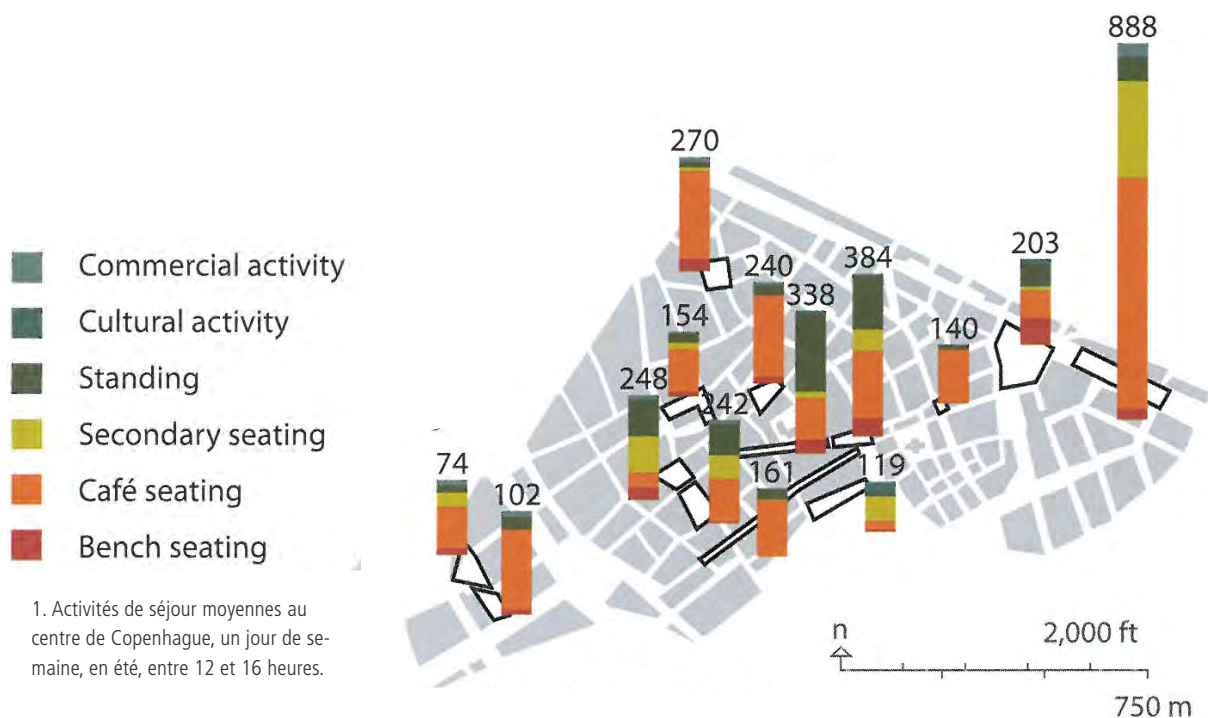 888
270
203
240
384
338
154
140
248
242
74
161
119
102
Commercial activity
Cultural activity
Standing
Secondary seating
Café seating
Bench seating
1. Activités de séjour moyennes au
centre de Copenhague, un jour de se-
maine, en été, entre 12 et 16 heures.
n
2,000 ft
750 m